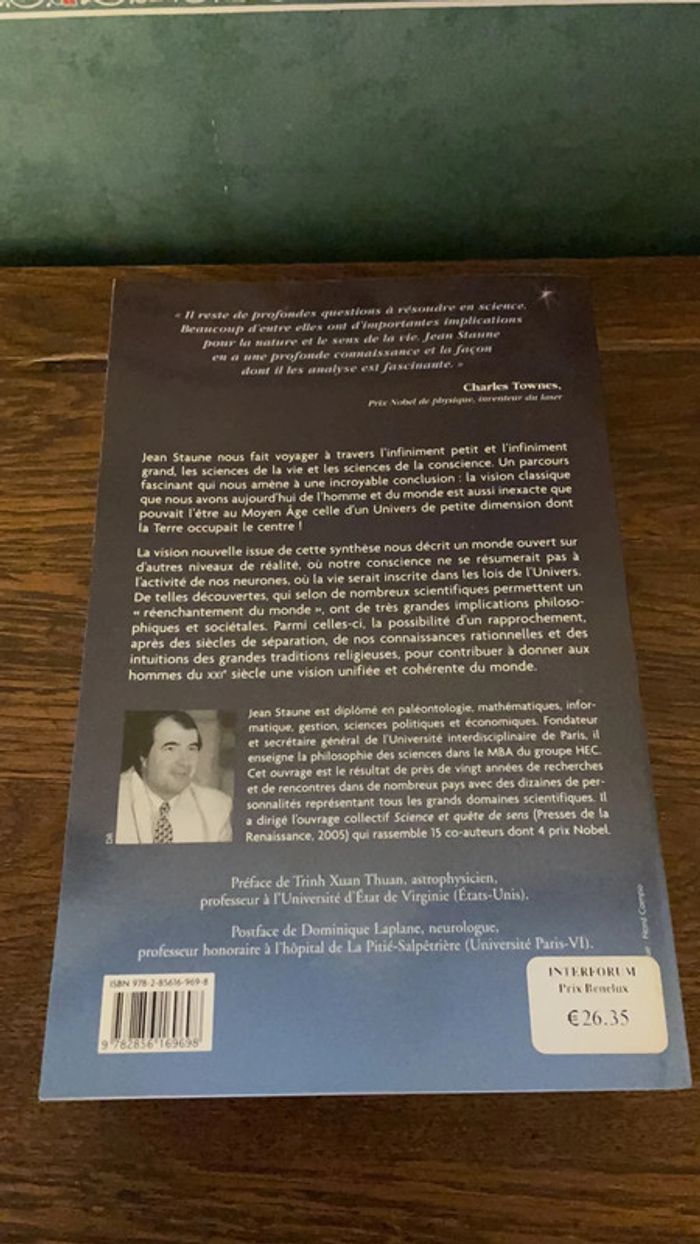 « Il reste de profondes questions à résoudre en science.
Beaucoup d'entre elles ont d'importantes implications
pour la nature et le sens de la vie. Jean Staune
en a une profonde connaissance et la façon
dont il les analyse est fascinante. »
Charles Townes,
Prix Nobel de physique, inventeur du laser
Jean Staune nous fait voyager à travers l'infiniment petit et l'infiniment
grand, les sciences de la vie et les sciences de la conscience. Un parcours
fascinant qui nous amène à une incroyable conclusion : la vision classique
que nous avons aujourd'hui de l'homme et du monde est aussi inexacte que
pouvait l'être au Moyen Âge celle d'un Univers de petite dimension dont
la Terre occupait le centre !
La vision nouvelle issue de cette synthèse nous décrit un monde ouvert sur
d'autres niveaux de réalité, où notre conscience ne se résumerait pas à
l'activité de nos neurones, où la vie serait inscrite dans les lois de l'Univers.
De telles découvertes, qui selon de nombreux scientifiques permettent un
« réenchantement du monde », ont de très grandes implications philoso-
phiques et sociétales. Parmi celles-ci, la possibilité d'un rapprochement,
après des siècles de séparation, de nos connaissances rationnelles et des
intuitions des grandes traditions religieuses, pour contribuer à donner aux
hommes du XXIe siècle une vision unifiée et cohérente du monde.
Jean Staune est diplômé en paléontologie, mathématiques, infor-
matique, gestion, sciences politiques et économiques. Fondateur
et secrétaire général de l'Université interdisciplinaire de Paris, il
enseigne la philosophie des sciences dans le MBA du groupe HEC.
Cet ouvrage est le résultat de près de vingt années de recherches
et de rencontres dans de nombreux pays avec des dizaines de per-
sonnalités représentant tous les grands domaines scientifiques. Il
a dirigé l'ouvrage collectif Science et quête de sens (Presses de la
Renaissance, 2005) qui rassemble 15 co-auteurs dont 4 prix Nobel.
DR
Préface de Trinh Xuan Thuan, astrophysicien,
professeur à l'Université d'État de Virginie (États-Unis).
Postface de Dominique Laplane, neurologue,
professeur honoraire à l'hôpital de La Pitié-Salpêtrière (Université Paris-VI).
ISBN 978-2-85616-969-8
9 782856 169698
INTERFORUM
Prix Benelux
€26.35